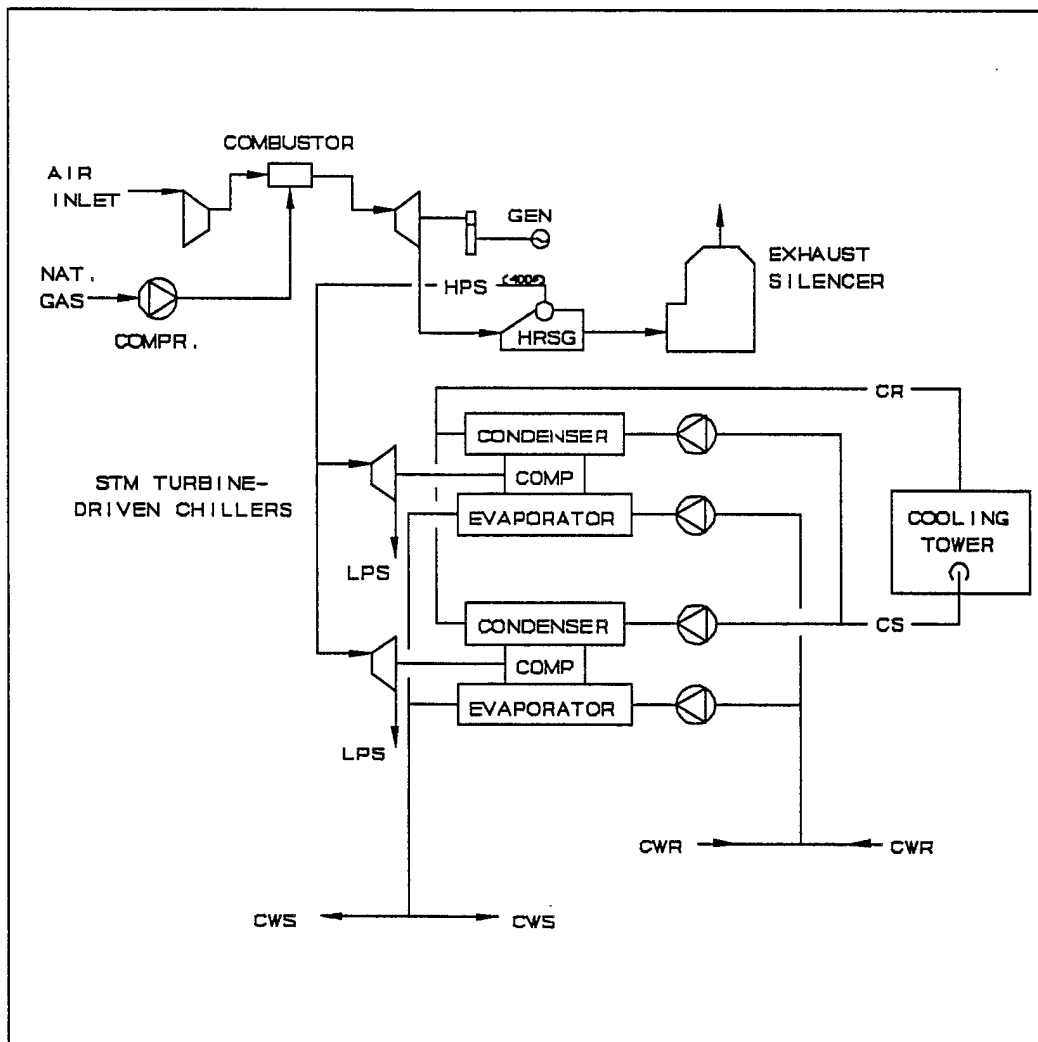 COMBUSTOR
AIR
INLET
GEN
EXHAUST
SILENCER
NAT.
GAS
HPS (400#)
HRSG
COMPR.
CR
CONDENSER
STM TURBINE-
DRIVEN CHILLERS
COMP
EVAPORATOR
COOLING
TOWER
LPS
CONDENSER
CS
COMP
EVAPORATOR
LPS
CWR
CWR
CWS
CWS